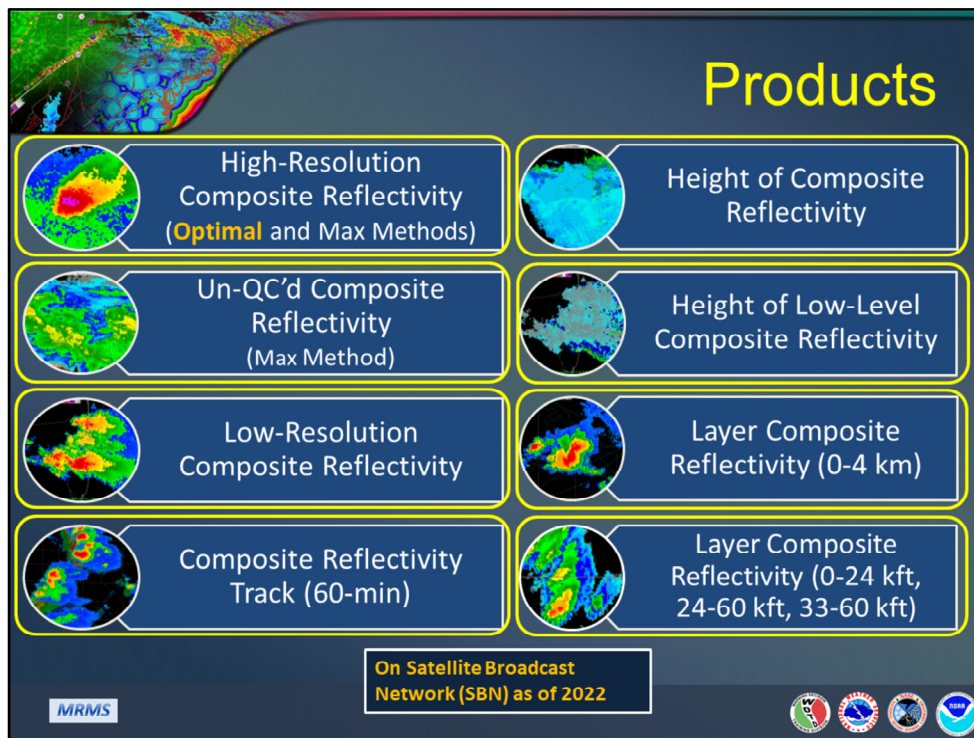 Products
High-Resolution
Composite Reflectivity
(Optimal and Max Methods)
Un-QC’d Composite
Reflectivity
(Max Method)
Low-Resolution
Composite Reflectivity
Composite Reflectivity
Track (60-min)
Height of Composite
Reflectivity
Height of Low-Level
Composite Reflectivity
Layer Composite
Reflectivity (0-4 km)
Layer Composite
Reflectivity (0-24 kft,
24-60 kft, 33-60 kft)
On Satellite Broadcast
Network (SBN) as of 2022
MRMS
NOAA